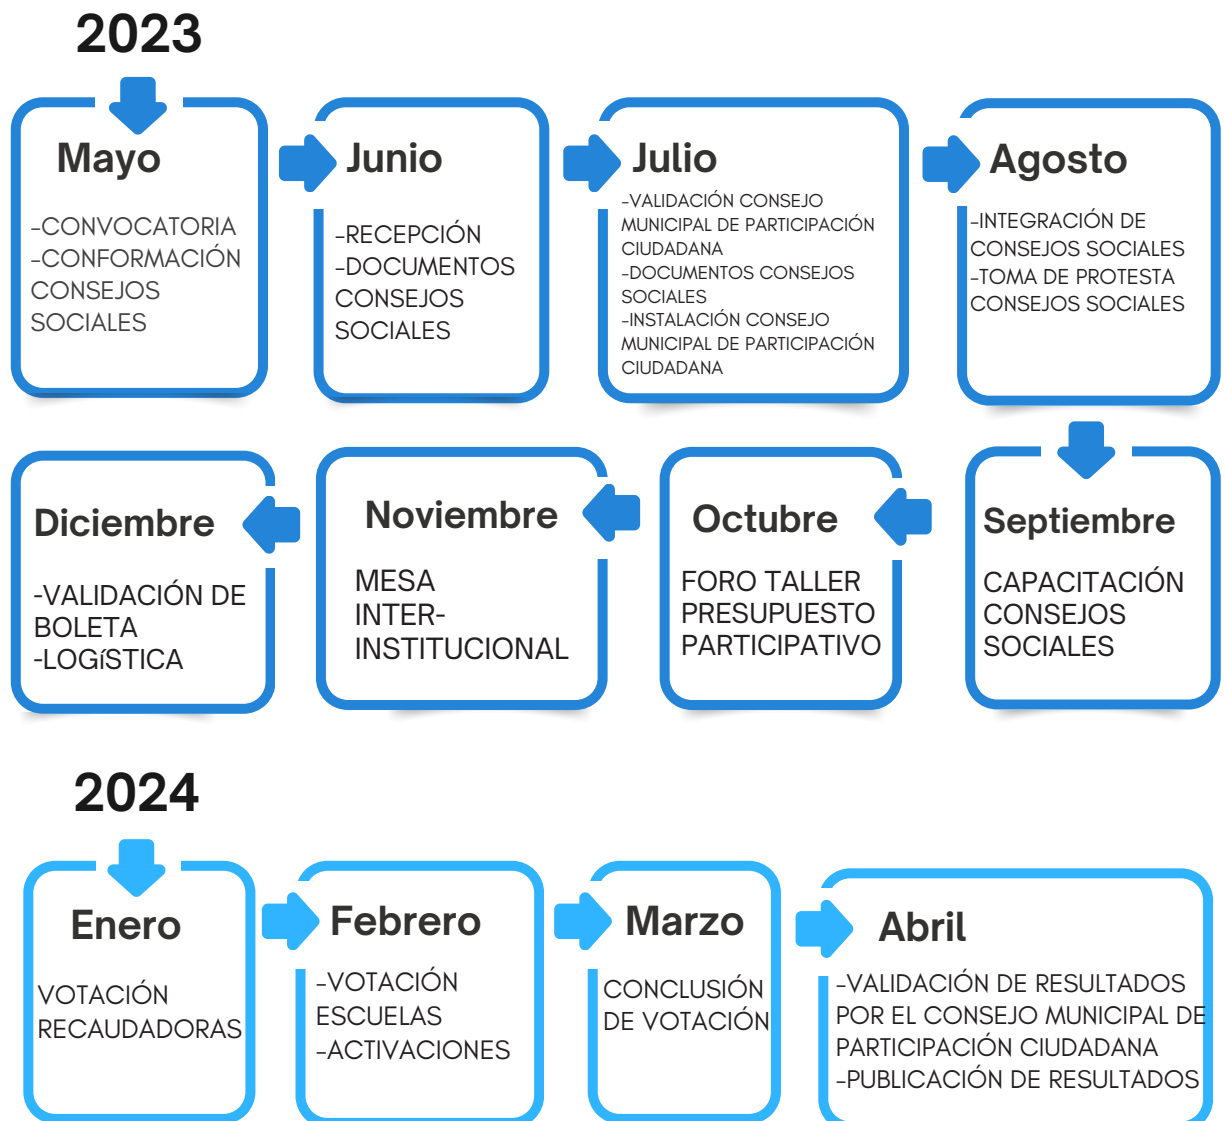 2023
Mayo
-CONVOCATORIA
-CONFORMACIÓN
CONSEJOS
SOCIALES
Junio
-RECEPCIÓN
-DOCUMENTOS
CONSEJOS
SOCIALES
Julio
-VALIDACIÓN CONSEJO
MUNICIPAL DE PARTICIPACIÓN
CIUDADANA
-DOCUMENTOS CONSEJOS
SOCIALES
-INSTALACIÓN CONSEJO
MUNICIPAL DE PARTICIPACIÓN
CIUDADANA
Agosto
-INTEGRACIÓN DE
CONSEJOS SOCIALES
-TOMA DE PROTESTA
CONSEJOS SOCIALES
Septiembre
CAPACITACIÓN
CONSEJOS
SOCIALES
Octubre
FORO TALLER
PRESUPUESTO
PARTICIPATIVO
Noviembre
MESA
INTER-
INSTITUCIONAL
Diciembre
-VALIDACIÓN DE
BOLETA
-LOGíSTICA
2024
Enero
VOTACIÓN
RECAUDADORAS
Febrero
-VOTACIÓN
ESCUELAS
-ACTIVACIONES
Marzo
CONCLUSIÓN
DE VOTACIÓN
Abril
-VALIDACIÓN DE RESULTADOS
POR EL CONSEJO MUNICIPAL DE
PARTICIPACIÓN CIUDADANA
-PUBLICACIÓN DE RESULTADOS